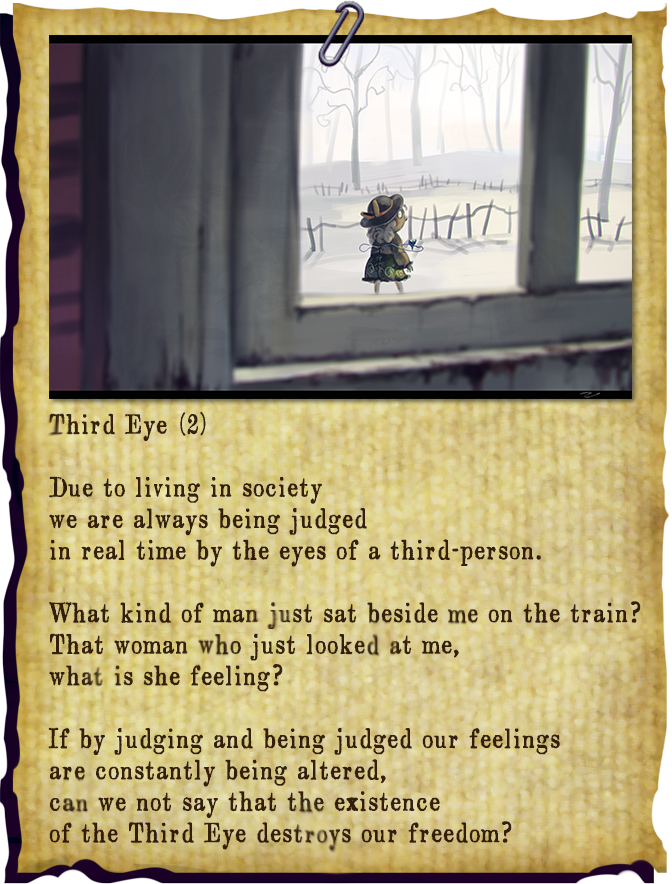 Third Eye (2)
Due to living in society
we are always being judged
in real time by the eyes of a third-person.
What kind of man just sat beside me on the train?
That woman who just looked at me,
what is she feeling?
If by judging and being judged our feelings
are constantly being altered,
can we not say that the existence
of the Third Eye destroys our freedom?